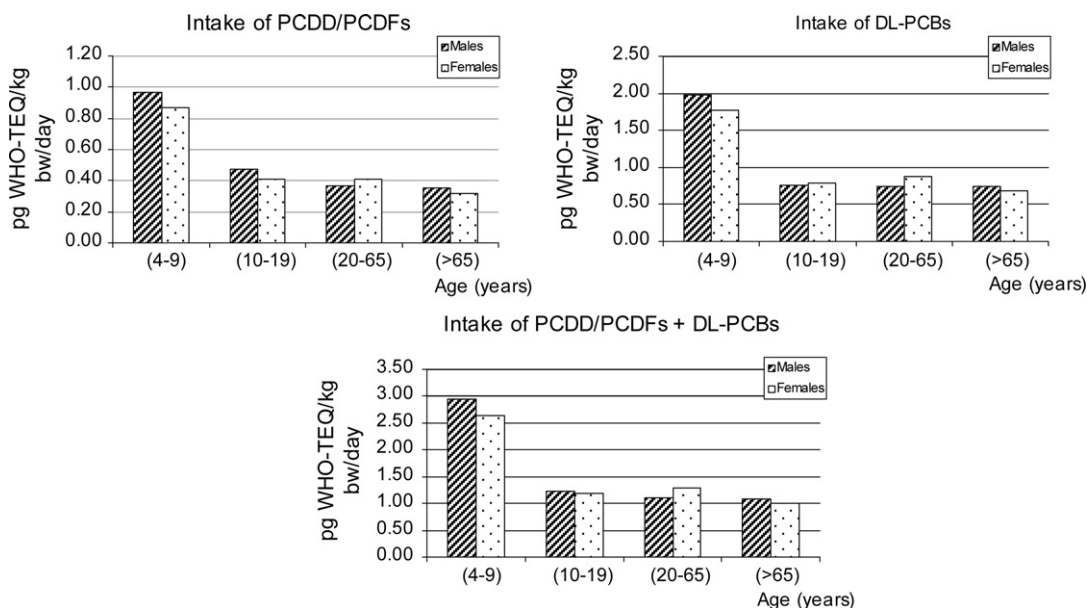 Intake of PCDD/PCDFs
Males
Females
pg WHO-TEQ/kg
bw/day
1.20
1.00
0.80
0.60
0.40
0.20
0.00
(4-9) (10-19) (20-65) (>65)
Age (years)
Intake of DL-PCBs
Males
Females
pg WHO-TEQ/kg
bw/day
2.50
2.00
1.50
1.00
0.50
0.00
(4-9) (10-19) (20-65) (>65)
Age (years)
Intake of PCDD/PCDFs + DL-PCBs
Males
Females
pg WHO-TEQ/kg
bw/day
3.50
3.00
2.50
2.00
1.50
1.00
0.50
0.00
(4-9) (10-19) (20-65) (>65)
Age (years)